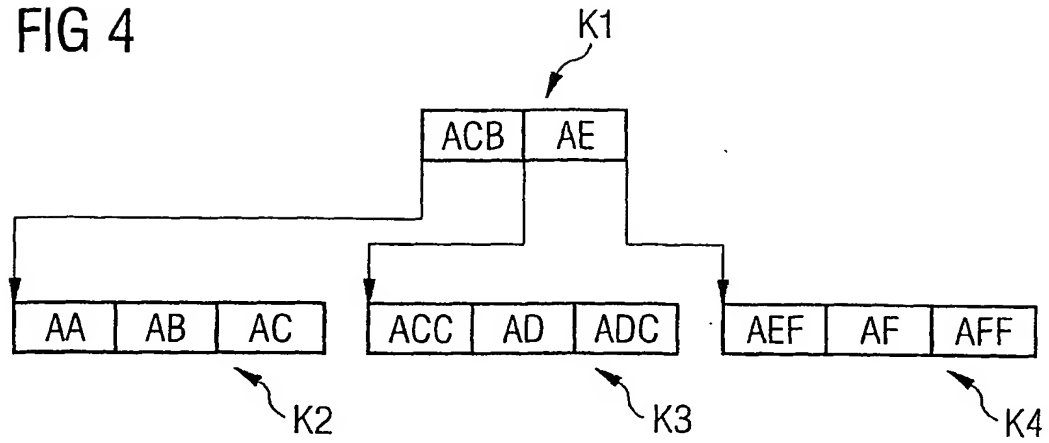 FIG 4
K1
ACB AE
AA AB AC ACC AD ADC AEF AF AFF
K2 K3 K4